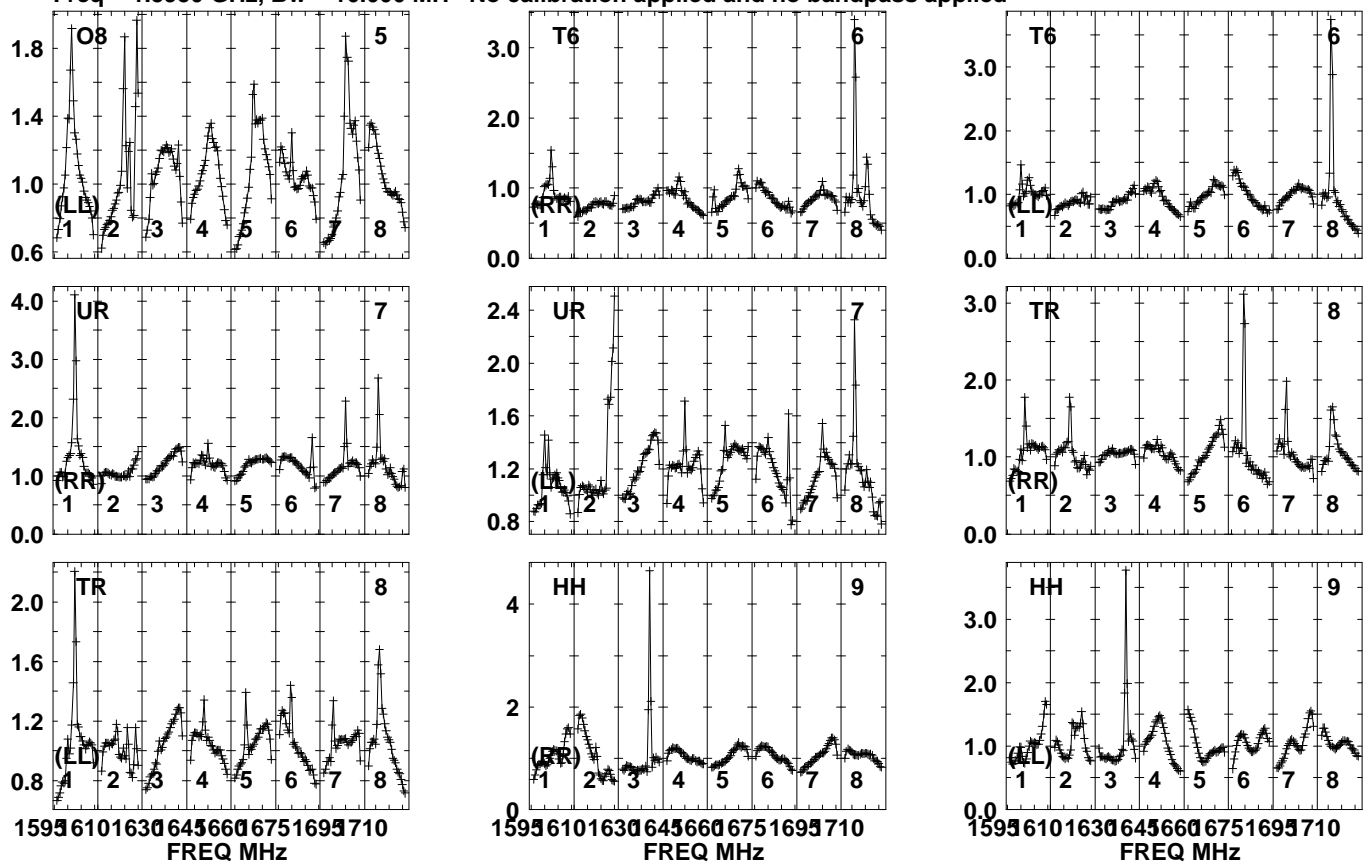 No calibration applied and no bandpass applied
1.8 O8 5
1.4
1.0
(LL)
0.6 1 2 3 4 5 6 7 8
T6 6
3.0
2.0
1.0
(RR)
0.0 1 2 3 4 5 6 7 8
T6 6
3.0
2.0
1.0
(LL)
0.0 1 2 3 4 5 6 7 8
4.0 UR 7
3.0
2.0
1.0 (RR)
0.0 1 2 3 4 5 6 7 8
2.4 UR 7
2.0
1.6
1.2
(LL)
0.8 1 2 3 4 5 6 7 8
3.0 TR 8
2.0
1.0
(RR)
0.0 1 2 3 4 5 6 7 8
TR 8
2.0
1.6
1.2
(LL)
0.8 1 2 3 4 5 6 7 8
HH 9
4
2
(RR)
0 1 2 3 4 5 6 7 8
HH 9
3.0
2.0
1.0 (LL)
0.0 1 2 3 4 5 6 7 8
1595 1610 1630 1645 1660 1675 1695 1710
FREQ MHz
1595 1610 1630 1645 1660 1675 1695 1710
FREQ MHz
1595 1610 1630 1645 1660 1675 1695 1710
FREQ MHz